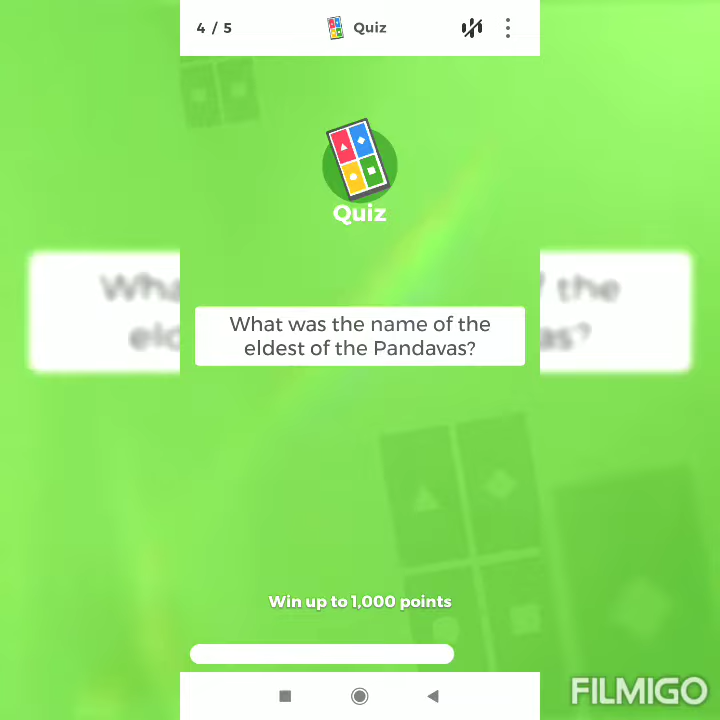 4 / 5
Quiz
Quiz
What was the name of the
eldest of the Pandavas?
Win up to 1,000 points
FILMIGO